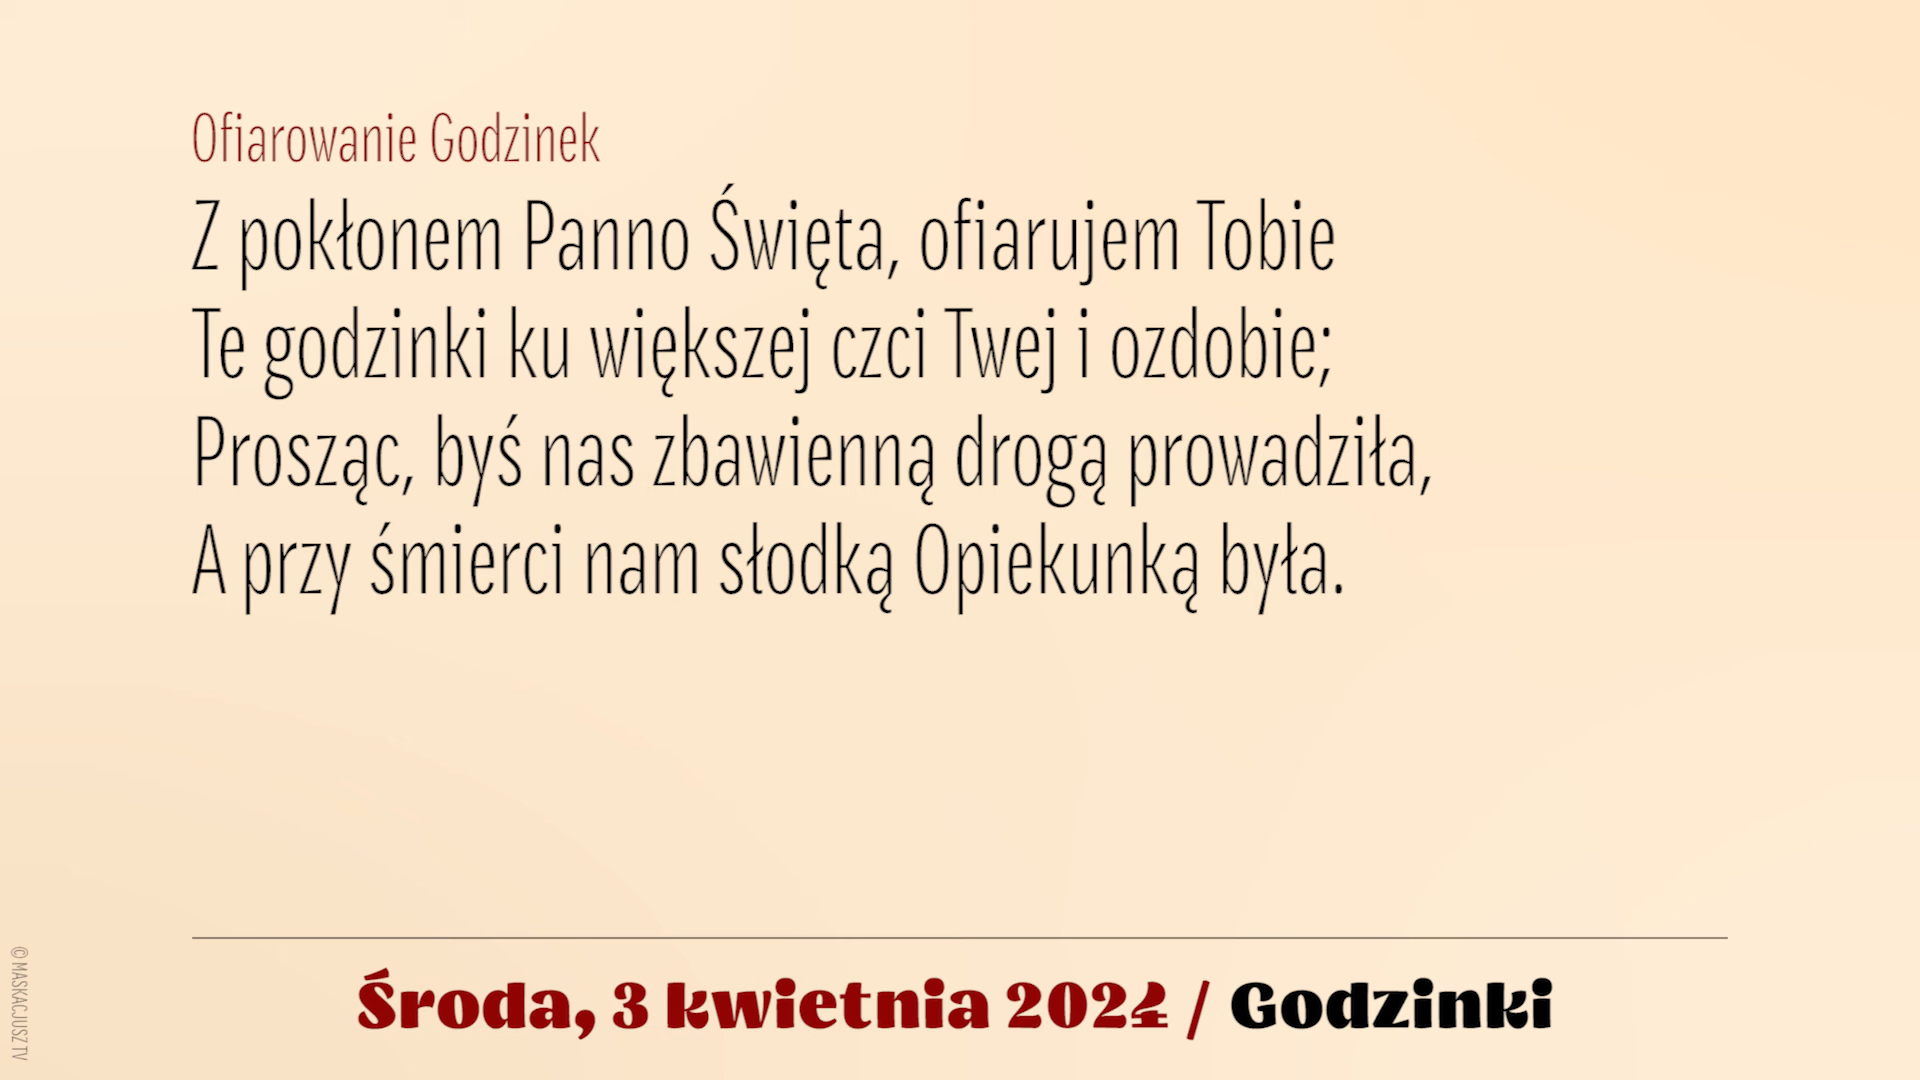 Ofiarowanie Godzinek
Z pokłonem Panno Święta, ofiarujem Tobie
Te godzinki ku większej czci Twej i ozdobie;
Prosząc, byś nas zbawienną drogą prowadziła,
A przy śmierci nam słodką Opiekunką była.
Środa, 3 kwietnia 2024 / Godzinki
© MASKACJUSZ TV